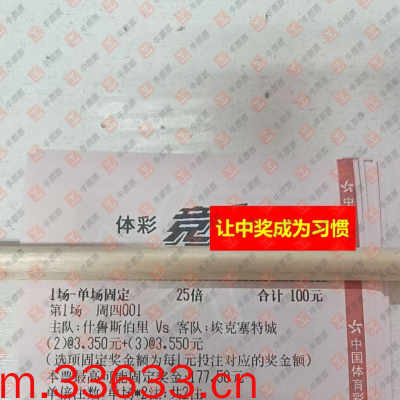 体彩 竞
让中奖成为习惯
1场-单场固定 25倍 合计 100元
第1场 周四001
主队:什鲁斯伯里 Vs 客队:埃克塞特城
(2)@3.350元+(3)@3.550元
(选项固定奖金额为每1元投注对应的奖金额)
m.33633.cn
中国体育彩